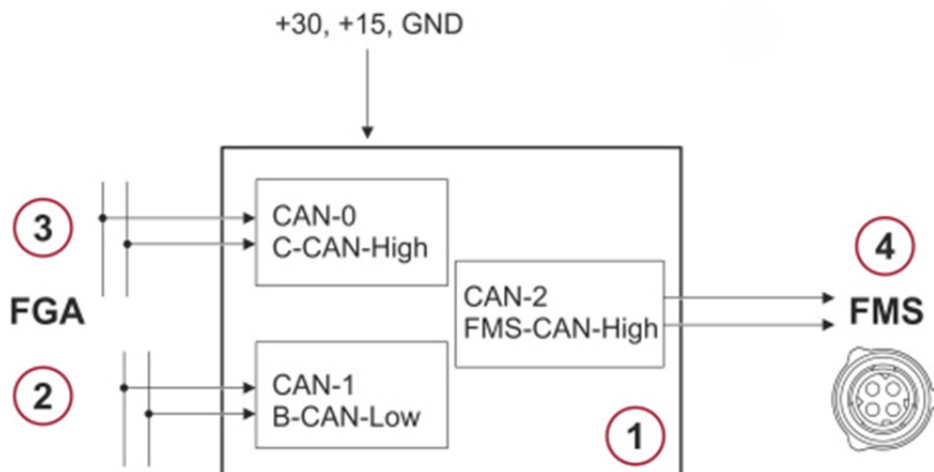 +30, +15, GND
3
CAN-0
C-CAN-High
4
FGA
CAN-2
FMS-CAN-High
FMS
2
CAN-1
B-CAN-Low
1